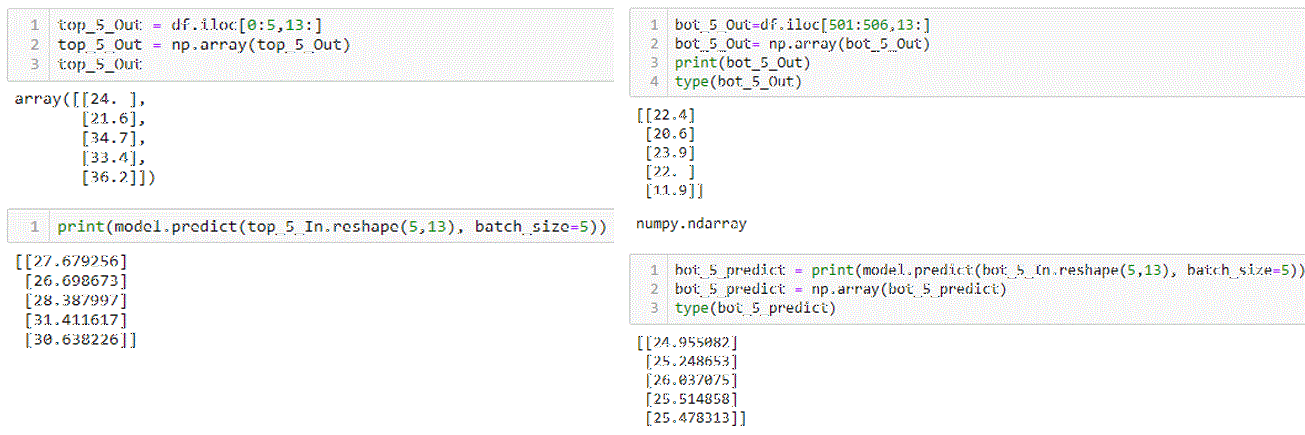 1 top_5_Out = df.iloc[0:5,13:]
2 top_5_Out = np.array(top_5_Out)
3 top_5_Out
array([[24. ],
[21.6],
[34.7],
[33.4],
[36.2]])
1 print(model.predict(top_5_In.reshape(5,13), batch_size=5))
[[27.679256]
[26.698673]
[28.387997]
[31.411617]
[30.638226]]
1 bot_5_Out=df.iloc[501:506,13:]
2 bot_5_Out= np.array(bot_5_Out)
3 print(bot_5_Out)
4 type(bot_5_Out)
[[22.4]
[20.6]
[23.9]
[22. ]
[11.9]]
numpy.ndarray
1 bot_5_predict = print(model.predict(bot_5_In.reshape(5,13), batch_size=5))
2 bot_5_predict = np.array(bot_5_predict)
3 type(bot_5_predict)
[[24.955082]
[25.248653]
[26.037075]
[25.514858]
[25.478313]]